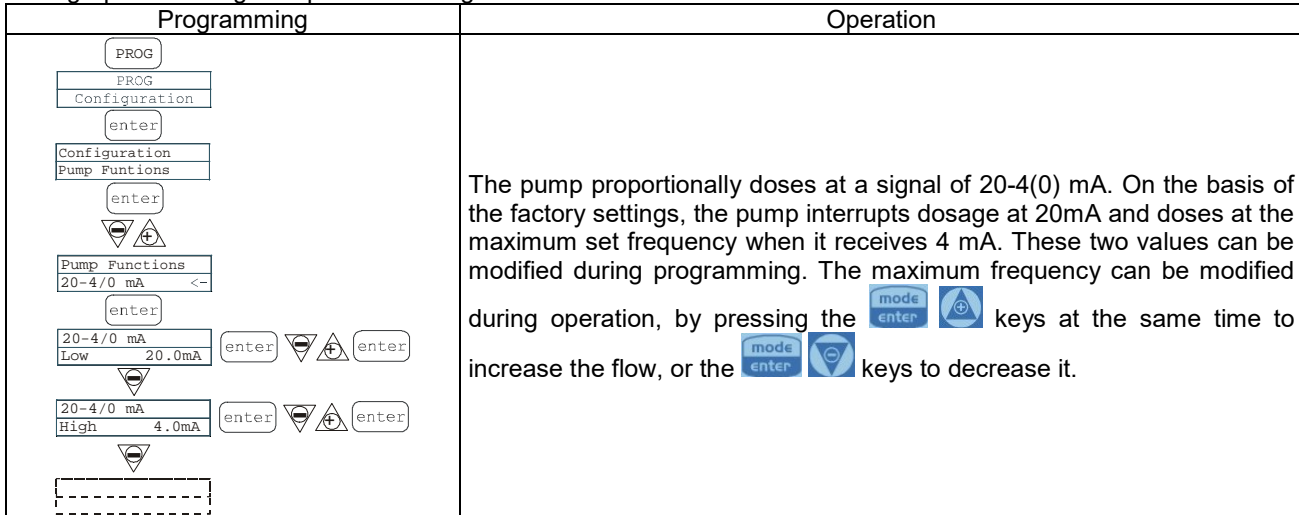 Programming
Operation
PROG
PROG
Configuration
enter
Configuration
Pump Funtions
enter
Pump Functions
20-4/0 mA <-
enter
20-4/0 mA
Low 20.0mA
enter
enter
20-4/0 mA
High 4.0mA
enter
enter
The pump proportionally doses at a signal of 20-4(0) mA. On the basis of
the factory settings, the pump interrupts dosage at 20mA and doses at the
maximum set frequency when it receives 4 mA. These two values can be
modified during programming. The maximum frequency can be modified
during operation, by pressing the mode enter keys at the same time to
increase the flow, or the mode enter keys to decrease it.